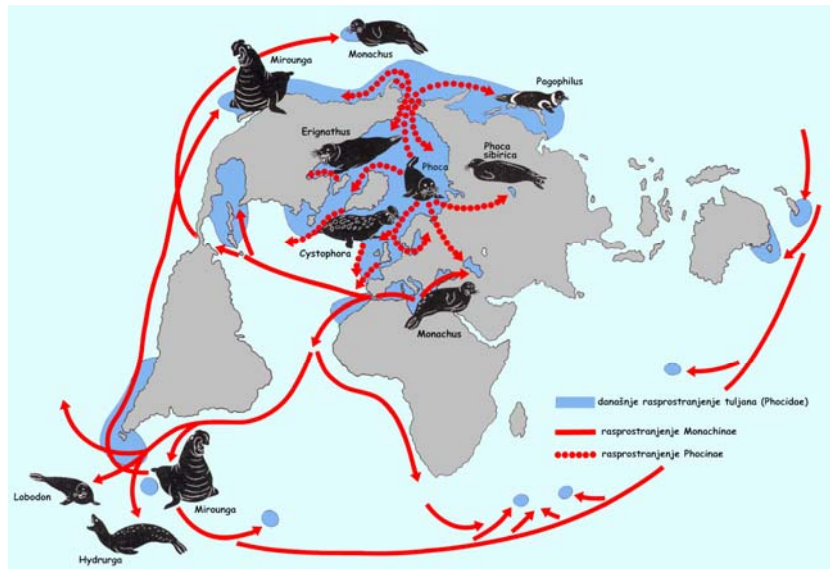 Monachus
Mirounga
Pagophilus
Erignathus
Phoca
sibirica
Phoca
Cystophora
Monachus
današnje rasprostranjenje tuljana (Phocidae)
rasprostranjenje Monachinae
rasprostranjenje Phocinae
Lobodon
Mirounga
Hydrurga